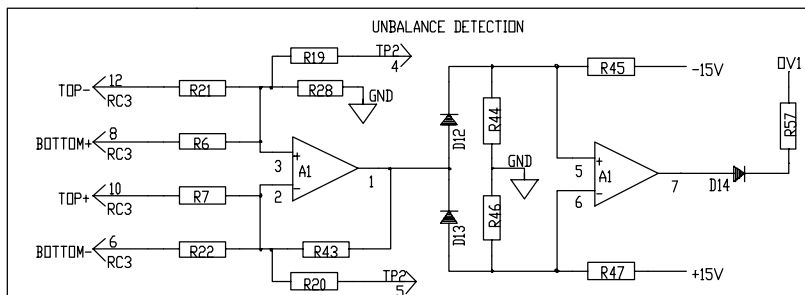 UNBALANCE DETECTION
R19
TP2
4
TOP-
12
RC3
R21
R28
GND
R45
-15V
OV1
BOTTOM+
8
RC3
R6
D12
R44
R57
3
+
A1
1
GND
5
+
A1
7
D14
TOP+
10
RC3
R7
2
-
6
-
BOTTOM-
6
RC3
R22
R43
D13
R46
R20
TP2
5
R47
+15V